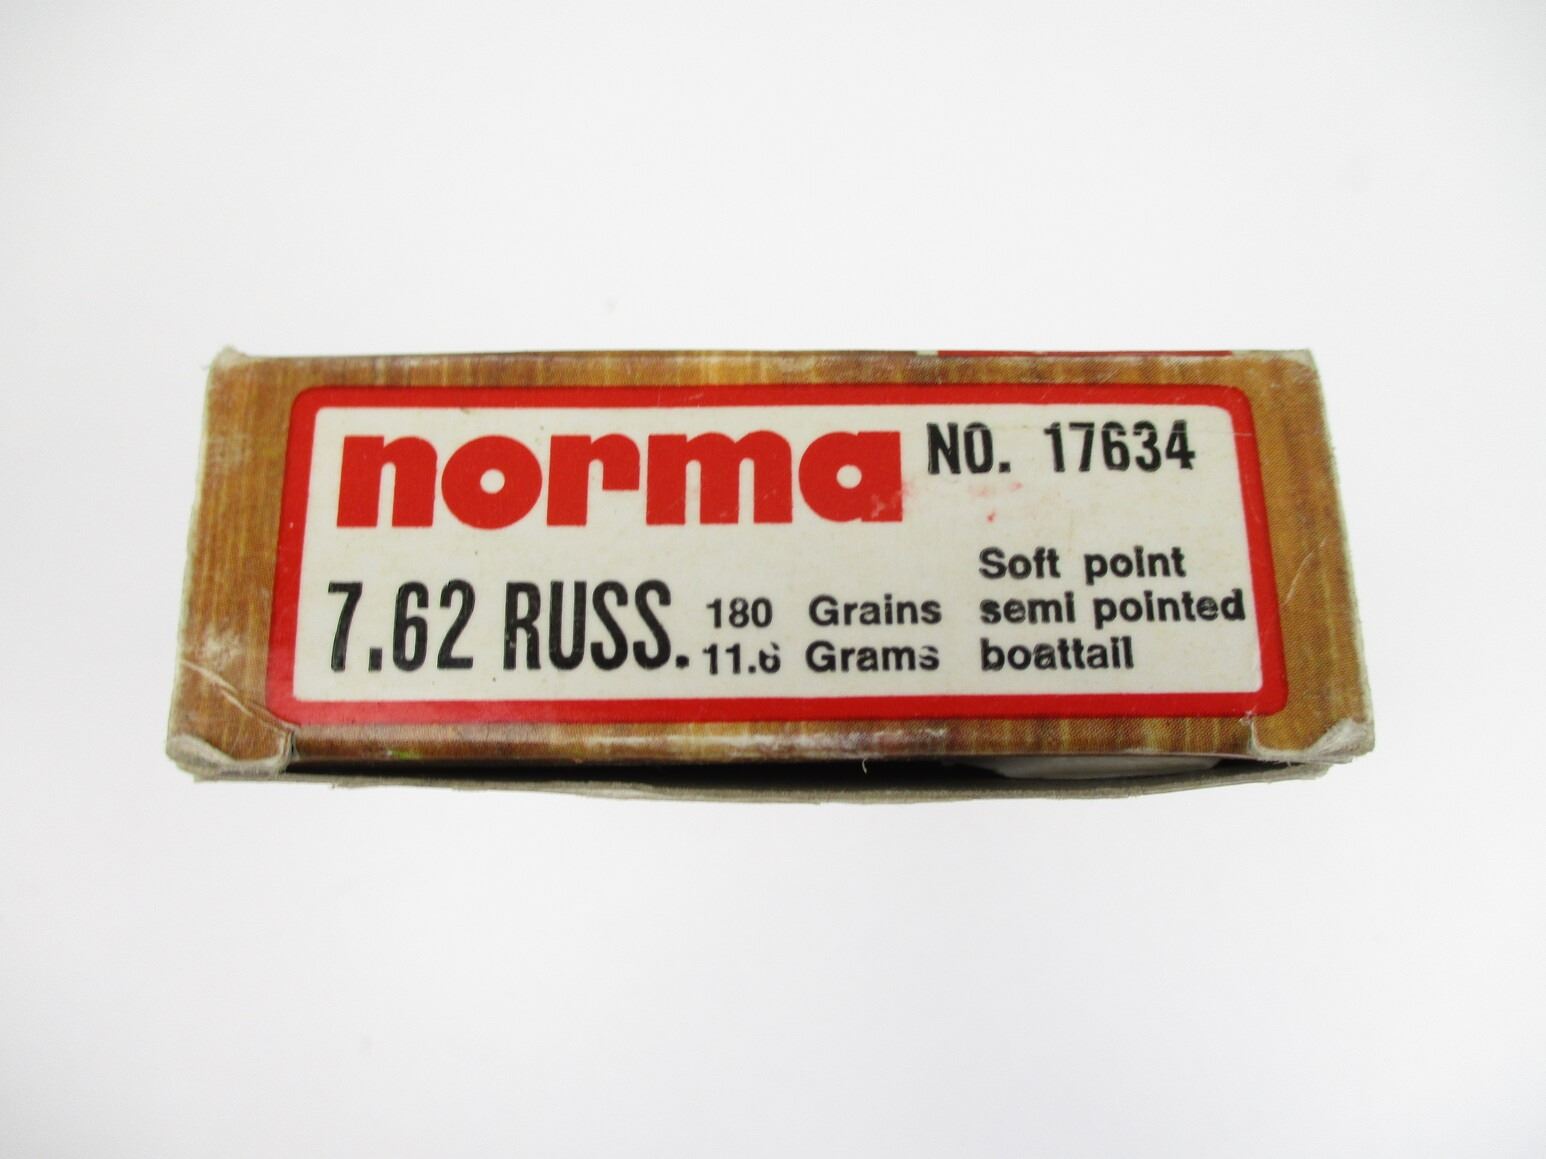 norma NO. 17634
Soft point
7.62 RUSS. 180 Grains semi pointed
11.6 Grams boattail